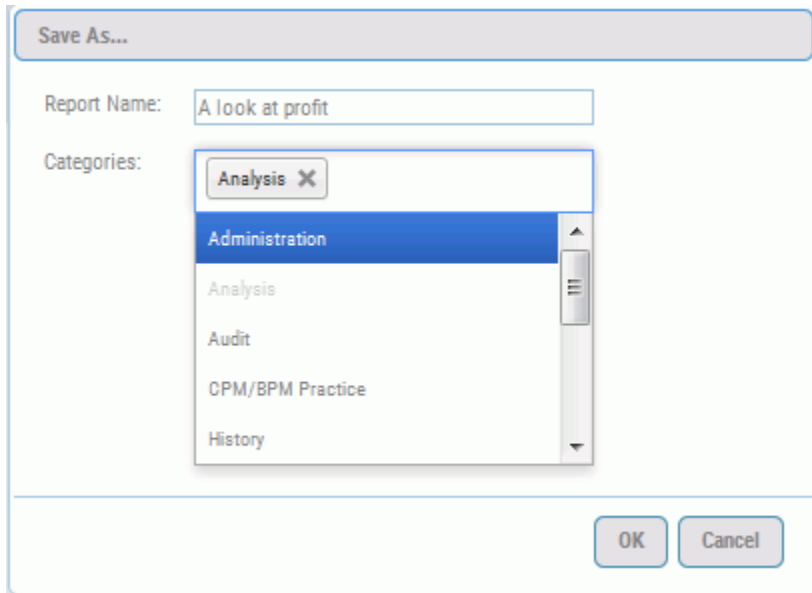 Save As...
Report Name: A look at profit
Categories:
Analysis
Administration
Analysis
Audit
CPM/BPM Practice
History
OK Cancel